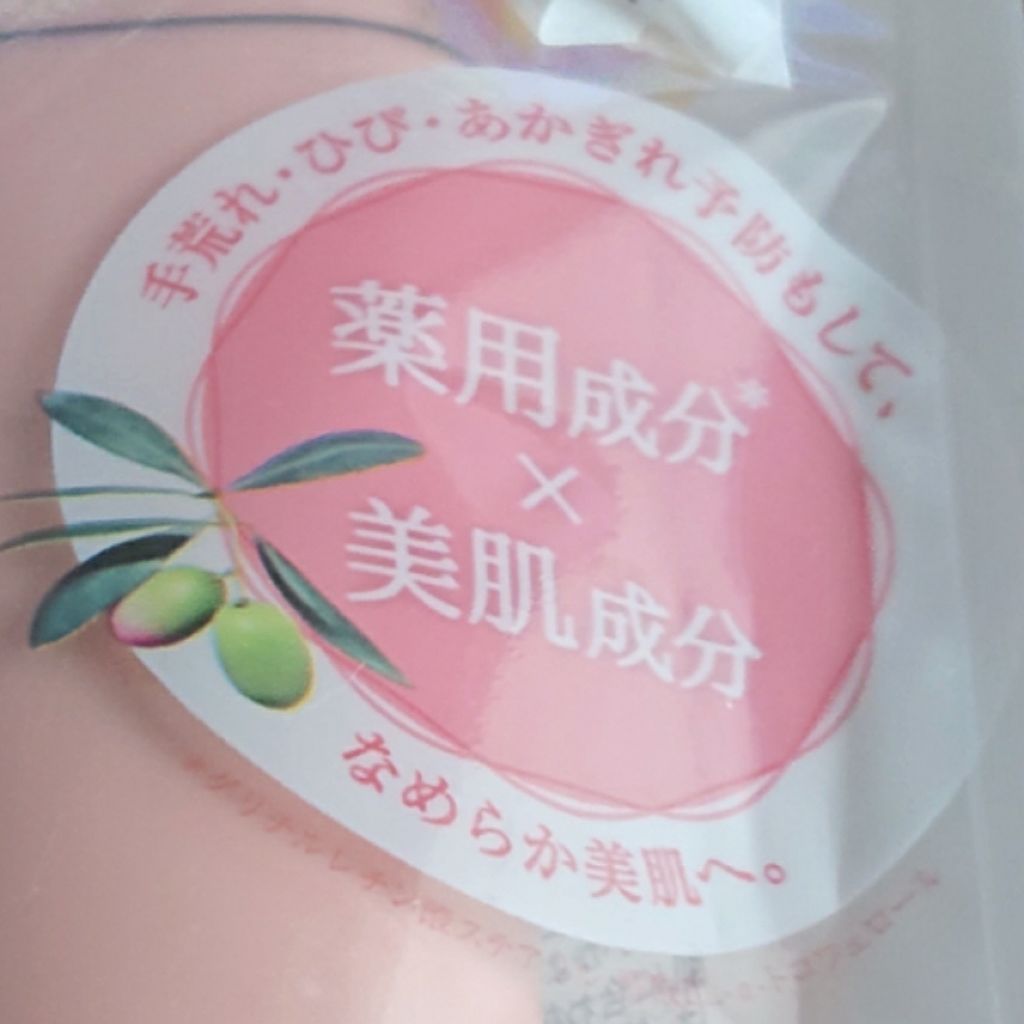 手荒れ・ひび・あかぎれ予防もして、
薬用成分*
×
美肌成分
なめらか美肌へ。